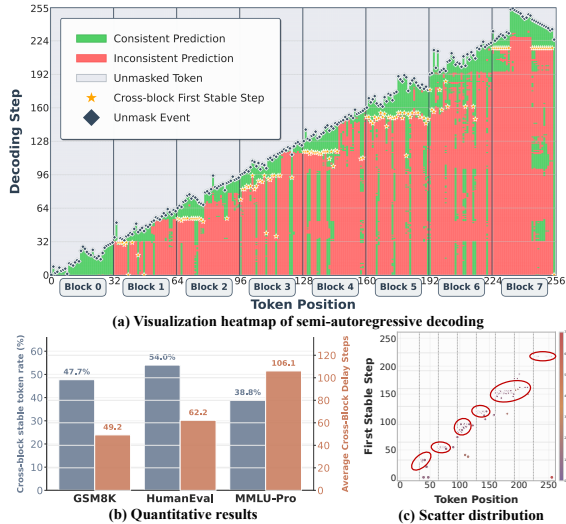 255
224
192
160
128
96
64
32
0
Decoding Step
Consistent Prediction
Inconsistent Prediction
Unmasked Token
Cross-block First Stable Step
Unmask Event
0 32 64 96 128 160 192 224 256
Block 0 Block 1 Block 2 Block 3 Block 4 Block 5 Block 6 Block 7
Token Position
(a) Visualization heatmap of semi-autoregressive decoding
Cross-block stable token rate (%)
60
50
40
30
20
10
0
47.7%
49.2
54.0%
62.2
38.8%
106.1
120
100
80
60
40
20
0
Average Cross-Block Delay Steps
GSM8K HumanEval MMLU-Pro
(b) Quantitative results
First Stable Step
250
200
150
100
50
0
0 50 100 150 200 250
Token Position
(c) Scatter distribution